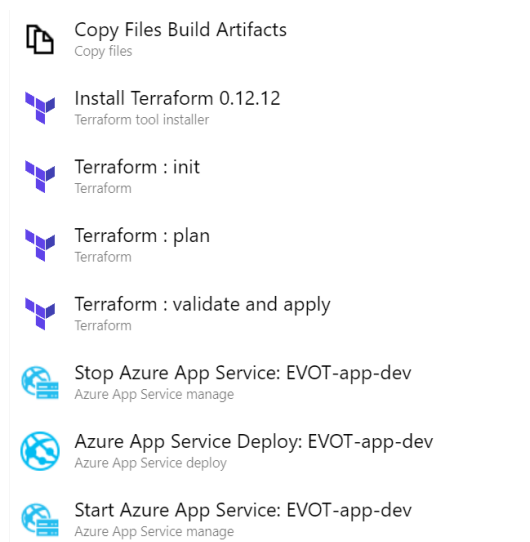 Copy Files Build Artifacts
Copy files
Install Terraform 0.12.12
Terraform tool installer
Terraform : init
Terraform
Terraform : plan
Terraform
Terraform : validate and apply
Terraform
Stop Azure App Service: EVOT-app-dev
Azure App Service manage
Azure App Service Deploy: EVOT-app-dev
Azure App Service deploy
Start Azure App Service: EVOT-app-dev
Azure App Service manage